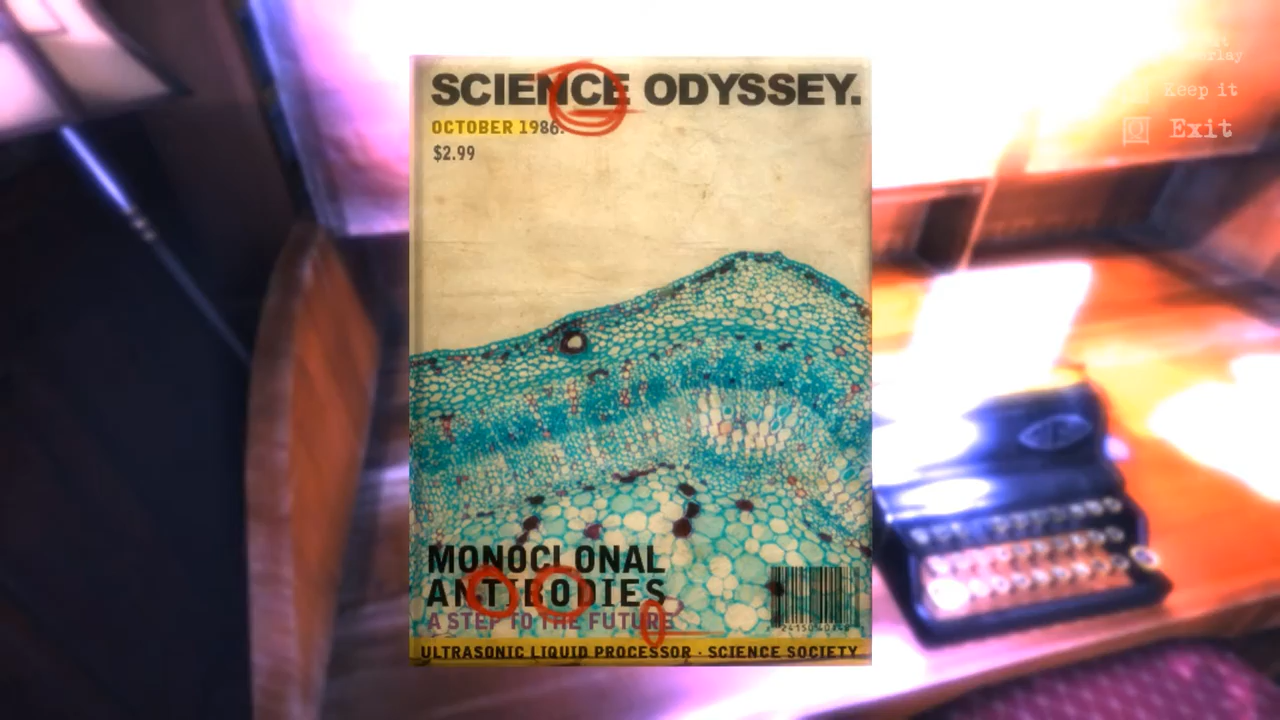 SCIENCE ODYSSEY.
OCTOBER 1986.
$2.99
Keep it
Q Exit
MONOCLONAL
ANTIBODIES
A STEP TO THE FUTURE
ULTRASONIC LIQUID PROCESSOR · SCIENCE SOCIETY